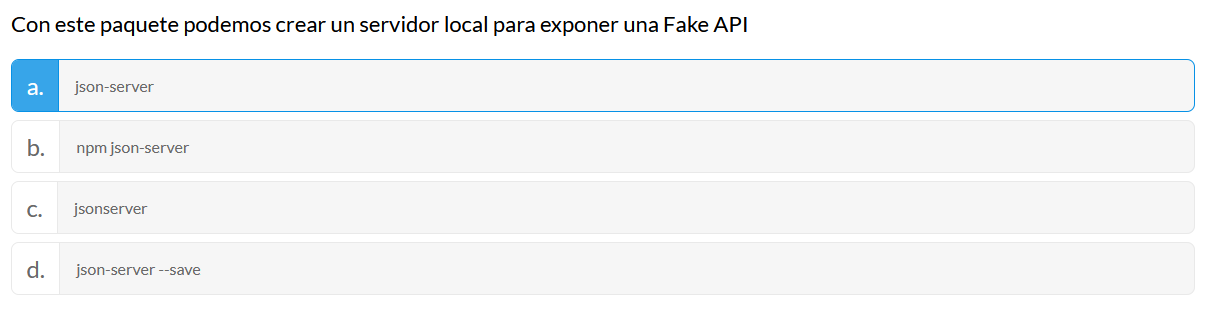 Con este paquete podemos crear un servidor local para exponer una Fake API
a. json-server
b. npm json-server
c. jsonserver
d. json-server --save